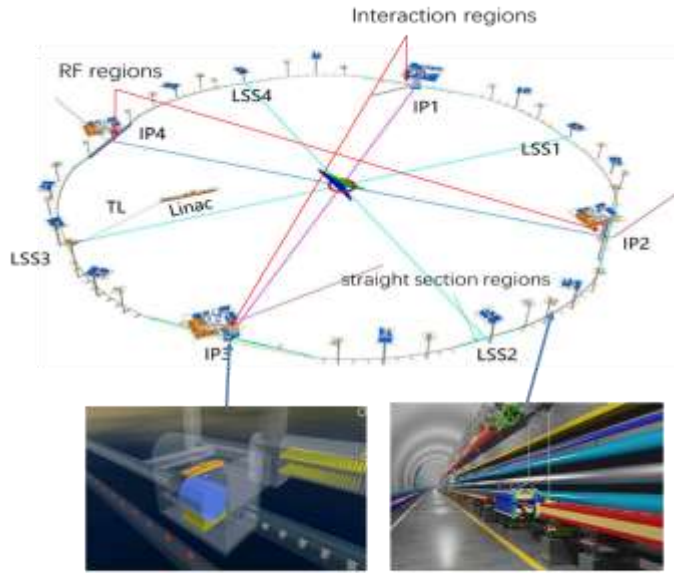 Interaction regions
RF regions
LSS4
IP1
IP4
LSS1
TL
Linac
IP2
LSS3
straight section regions
IP3
LSS2